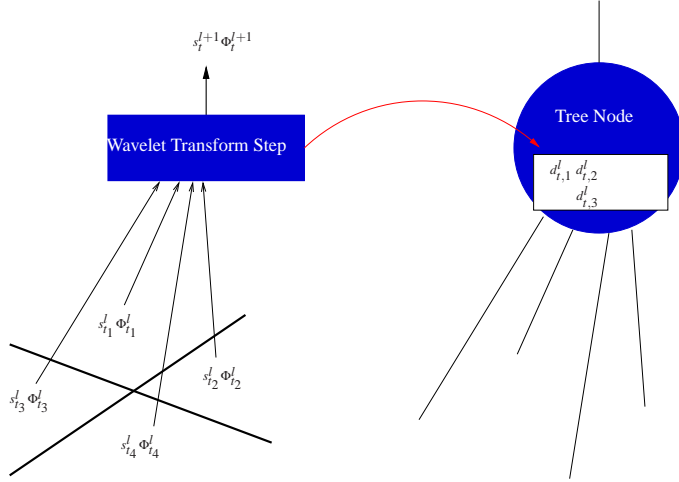 s_t^{l+1} Φ_t^{l+1}
Wavelet Transform Step
Tree Node
d_{t,1}^l d_{t,2}^l
d_{t,3}^l
s_{t_1}^l Φ_{t_1}^l
s_{t_2}^l Φ_{t_2}^l
s_{t_3}^l Φ_{t_3}^l
s_{t_4}^l Φ_{t_4}^l